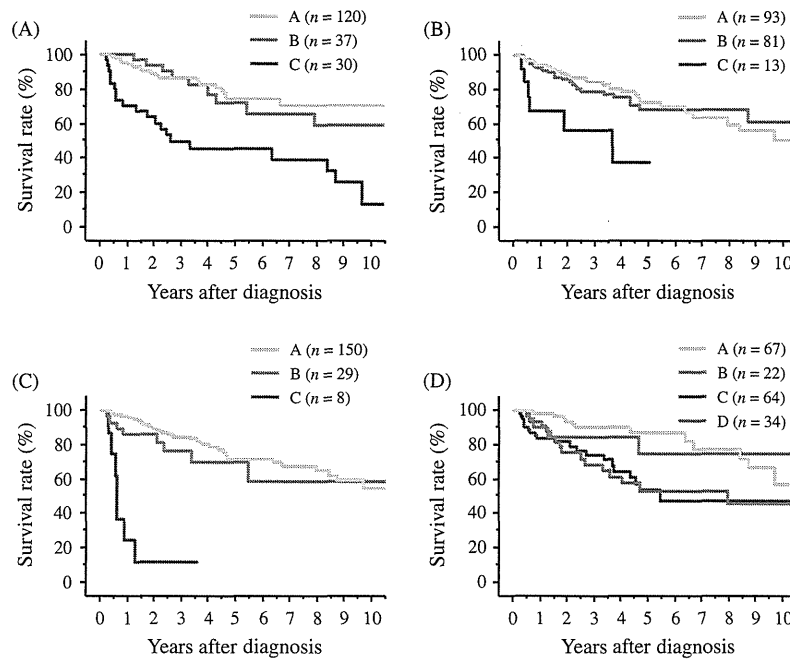 (A)
A (n = 120)
B (n = 37)
C (n = 30)
Survival rate (%)
100
80
60
40
20
0
0 1 2 3 4 5 6 7 8 9 10
Years after diagnosis
(B)
A (n = 93)
B (n = 81)
C (n = 13)
Survival rate (%)
100
80
60
40
20
0
0 1 2 3 4 5 6 7 8 9 10
Years after diagnosis
(C)
A (n = 150)
B (n = 29)
C (n = 8)
Survival rate (%)
100
80
60
40
20
0
0 1 2 3 4 5 6 7 8 9 10
Years after diagnosis
(D)
A (n = 67)
B (n = 22)
C (n = 64)
D (n = 34)
Survival rate (%)
100
80
60
40
20
0
0 1 2 3 4 5 6 7 8 9 10
Years after diagnosis